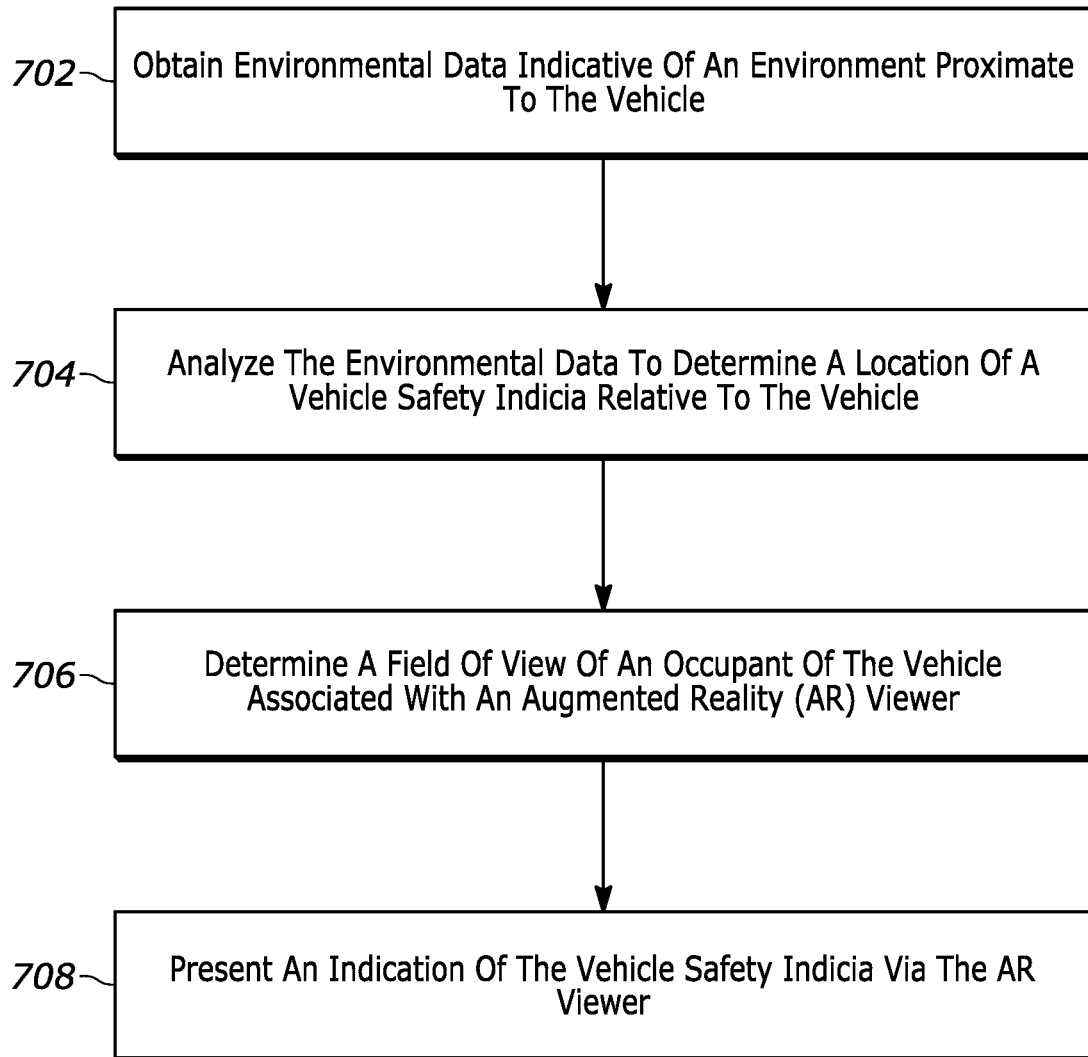 702
Obtain Environmental Data Indicative Of An Environment Proximate
To The Vehicle
704
Analyze The Environmental Data To Determine A Location Of A
Vehicle Safety Indicia Relative To The Vehicle
706
Determine A Field Of View Of An Occupant Of The Vehicle
Associated With An Augmented Reality (AR) Viewer
708
Present An Indication Of The Vehicle Safety Indicia Via The AR
Viewer